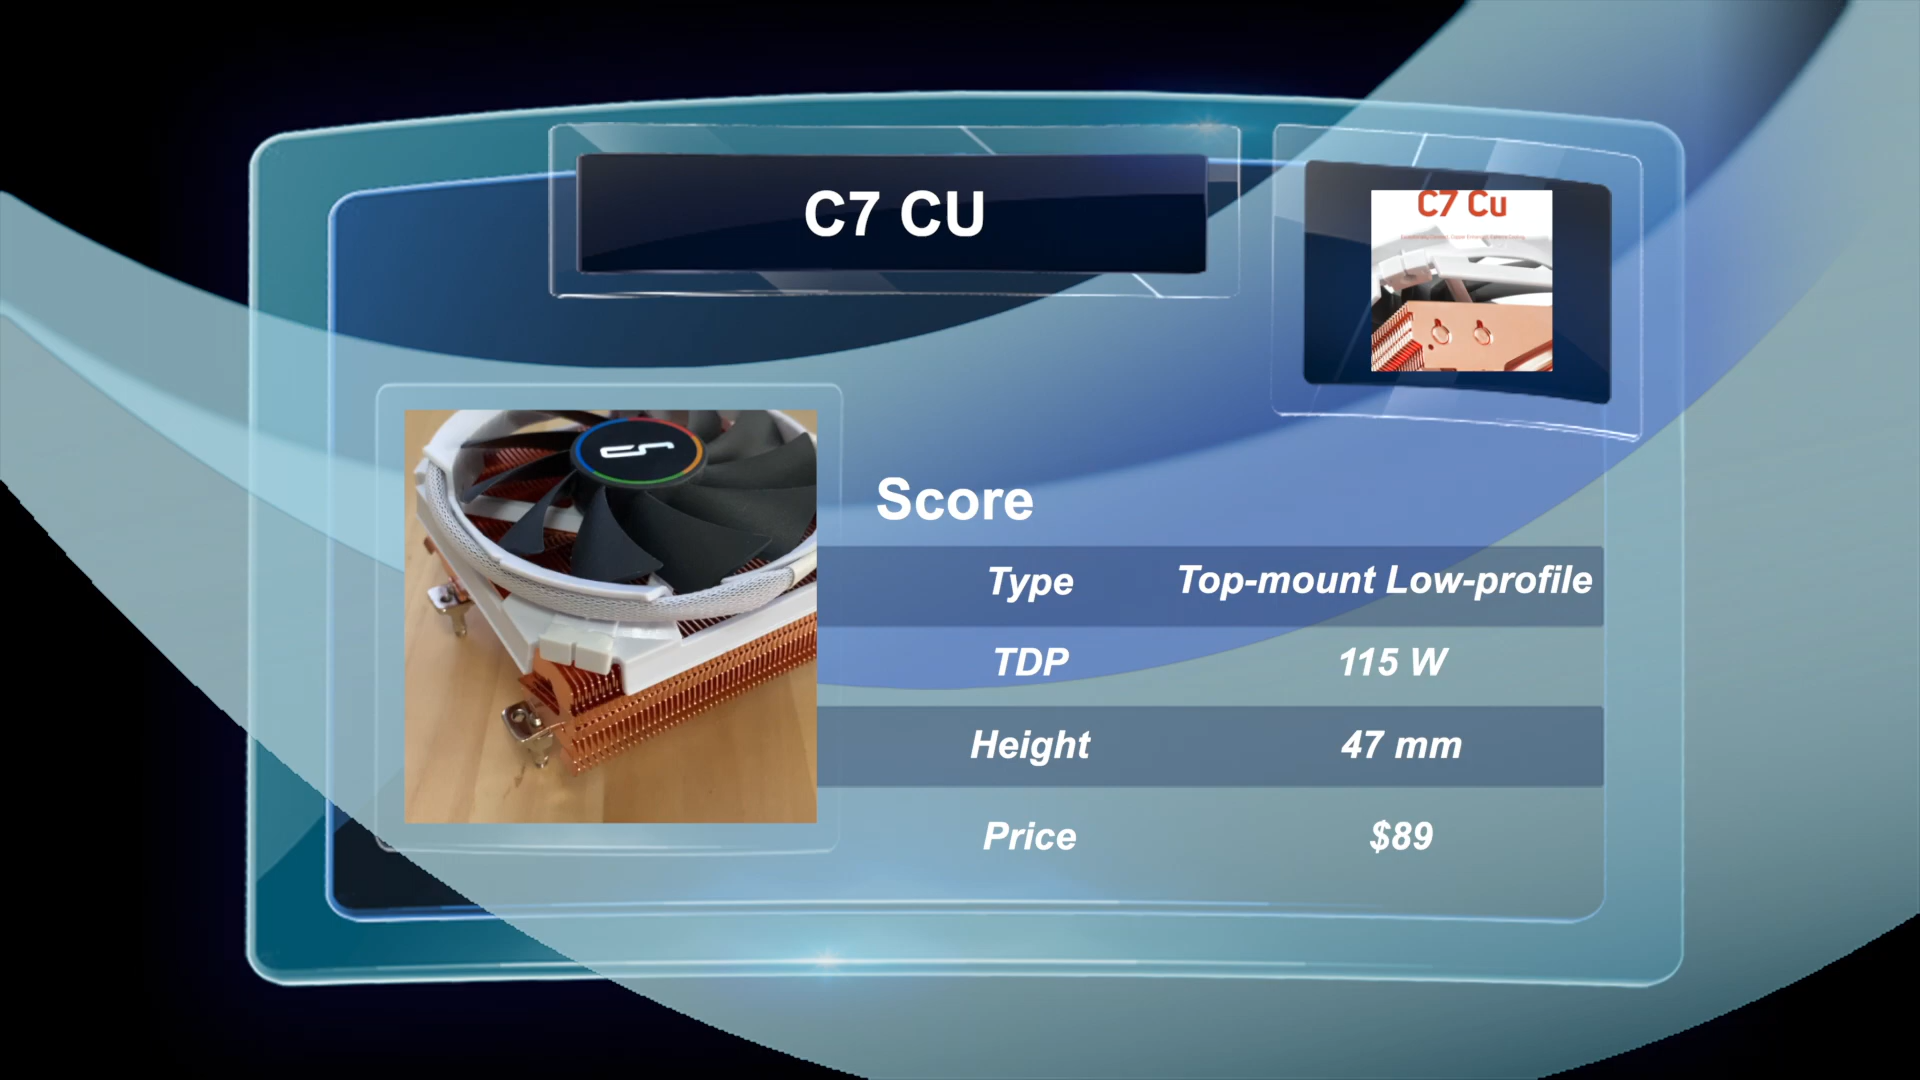 C7 CU
C7 Cu
Score
Type Top-mount Low-profile
TDP 115 W
Height 47 mm
Price $89